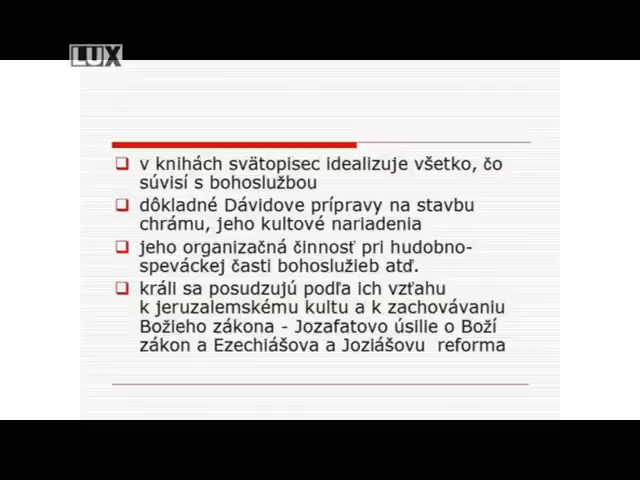 LUX
v knihách svätopisec idealizuje všetko, čo
súvisí s bohoslužbou
dôkladné Dávidove prípravy na stavbu
chrámu, jeho kultové nariadenia
jeho organizačná činnosť pri hudobno-
speváckej časti bohoslužieb atď.
králi sa posudzujú podľa ich vzťahu
k jeruzalemskému kultu a k zachovávaniu
Božieho zákona - Jozafatovo úsilie o Boží
zákon a Ezechiášova a Joziášovu reforma